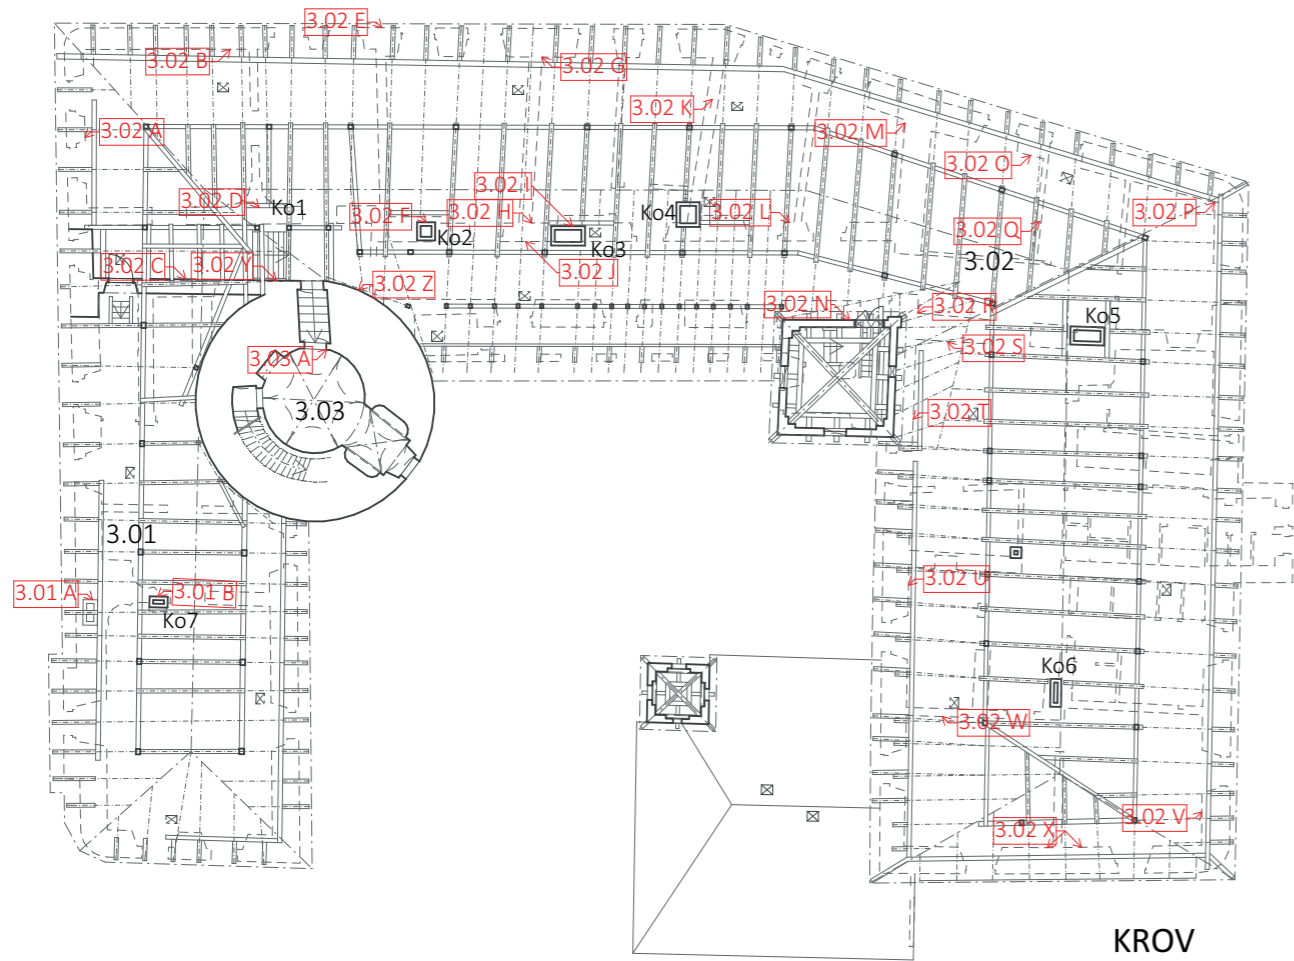 3.02 E
3.02 B
3.02 G
3.02 K
3.02 A
3.02 M
3.02 O
3.02 I
3.02 D
Ko1
3.02 F
3.02 H
Ko4
3.02 L
3.02 P
Ko2
Ko3
3.02 Q
3.02 C
3.02 Y
3.02 J
3.02
3.02 Z
3.02 N
3.02 R
Ko5
3.03 A
3.02 S
3.03
3.02 T
3.01
3.01 A
3.01 B
3.02 U
Ko7
Ko6
3.02 W
3.02 V
3.02 X
KROV